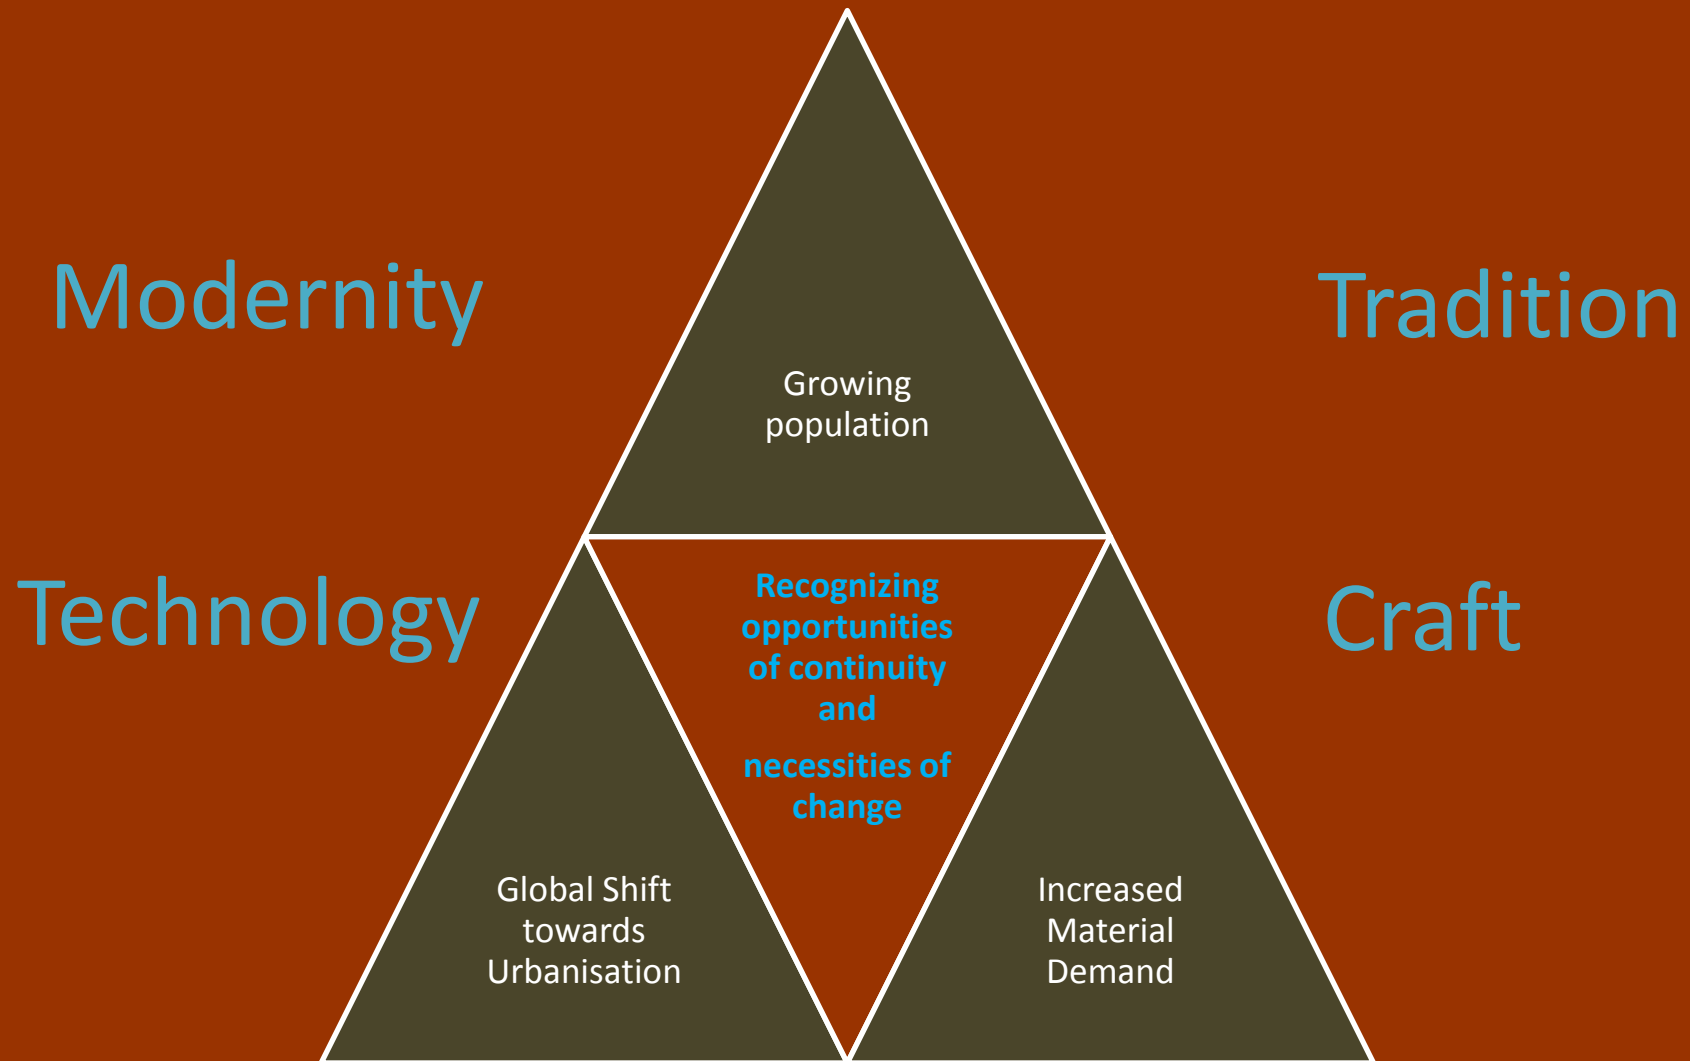 Modernity
Tradition
Growing
population
Technology
Craft
Recognizing
opportunities
of continuity
and
necessities of
change
Global Shift
towards
Urbanisation
Increased
Material
Demand